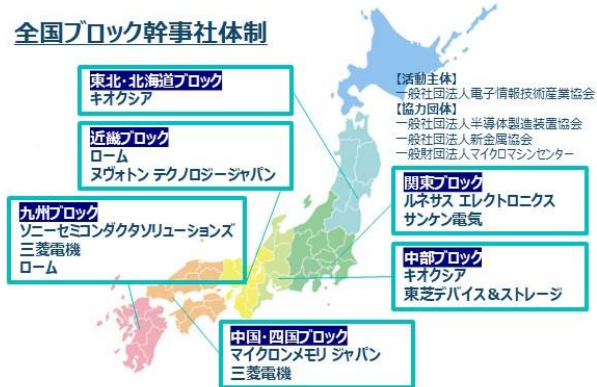 全国ブロック幹事社体制
【活動主体】
一般社団法人電子情報技術産業協会
【協力団体】
一般社団法人半導体製造装置協会
一般社団法人新金属協会
一般財団法人マイクロマシンセンター
東北・北海道ブロック
キオクシア
近畿ブロック
ローム
ヌヴォトン テクノロジージャパン
関東ブロック
ルネサス エレクトロニクス
サンケン電気
九州ブロック
ソニーセミコンダクタソリューションズ
三菱電機
ローム
中部ブロック
キオクシア
東芝デバイス&ストレージ
中国・四国ブロック
マイクロンメモリ ジャパン
三菱電機